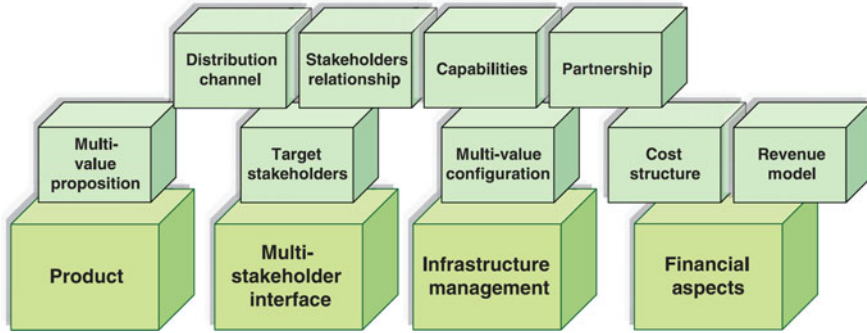 Distribution
channel
Stakeholders
relationship
Capabilities
Partnership
Multi-
value
proposition
Target
stakeholders
Multi-value
configuration
Cost
structure
Revenue
model
Product
Multi-
stakeholder
interface
Infrastructure
management
Financial
aspects